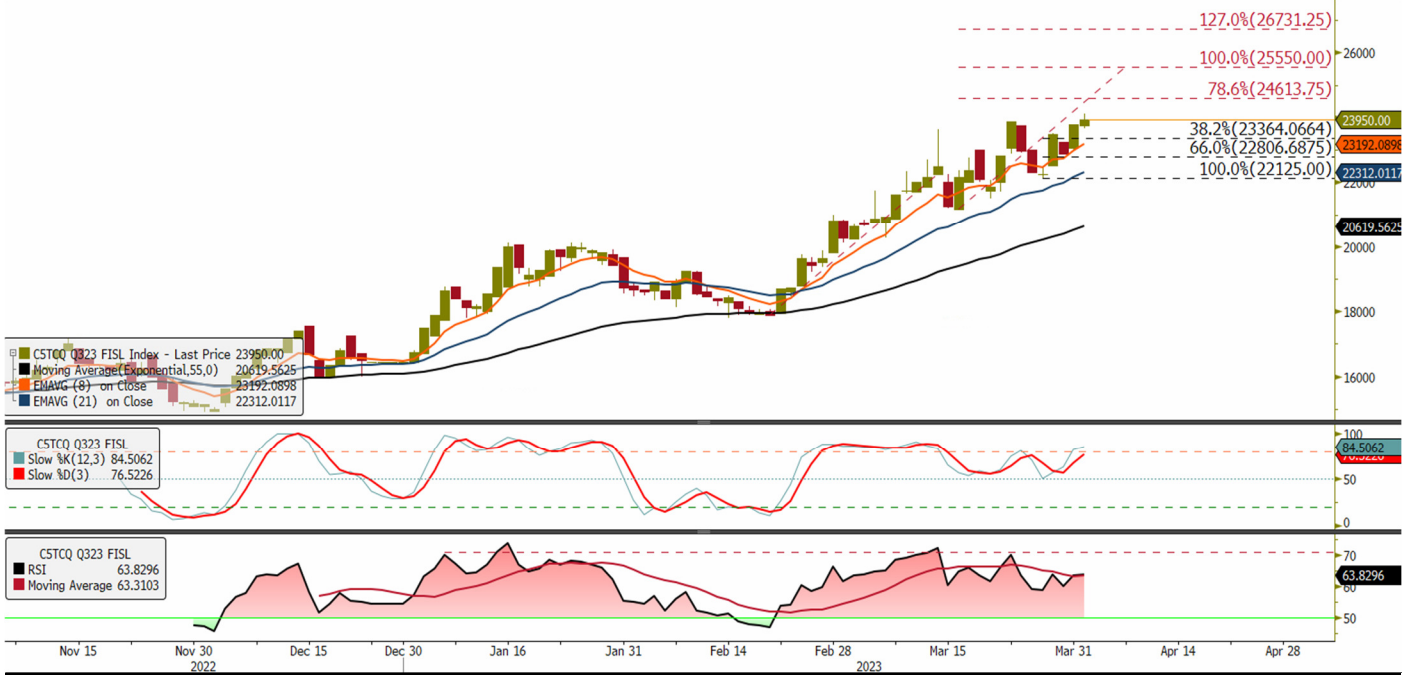 127.0%(26731.25)
26000
100.0%(25550.00)
78.6%(24613.75)
23950.00
38.2%(23364.0664)
66.0%(22806.6875)
23192.0898
100.0%(22125.00)
22312.0117
22000
20619.5625
20000
18000
16000
C5TCQ Q323 FISL Index - Last Price 23950.00
Moving Average(Exponential,55,0) 20619.5625
EMAVG (8) on Close 23192.0898
EMAVG (21) on Close 22312.0117
C5TCQ Q323 FISL
Slow %K(12,3) 84.5062
Slow %D(3) 76.5226
100
84.5062
76.5226
50
0
C5TCQ Q323 FISL
RSI 63.8296
Moving Average 63.3103
70
63.8296
60
50
Nov 15 Nov 30 Dec 15 Dec 30 Jan 16 Jan 31 Feb 14 Feb 28 Mar 15 Mar 31 Apr 14 Apr 28
2022 2023